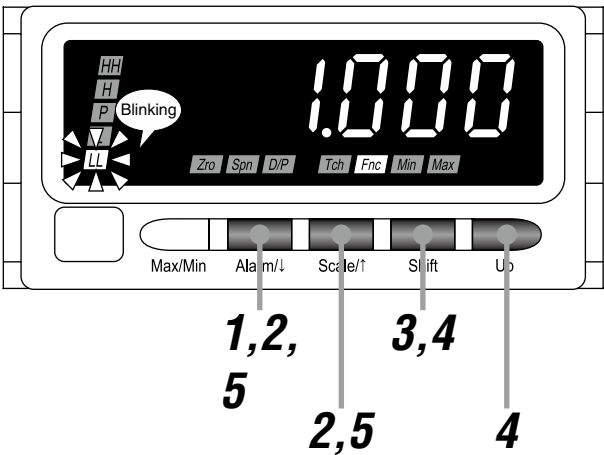 HH
H
P
L
LL
Blinking
1.000
Zro Spn D/P Tch Fnc Min Max
Max/Min Alarm/↓ Scale/↑ Shift Up
1,2,
5
3,4
2,5
4